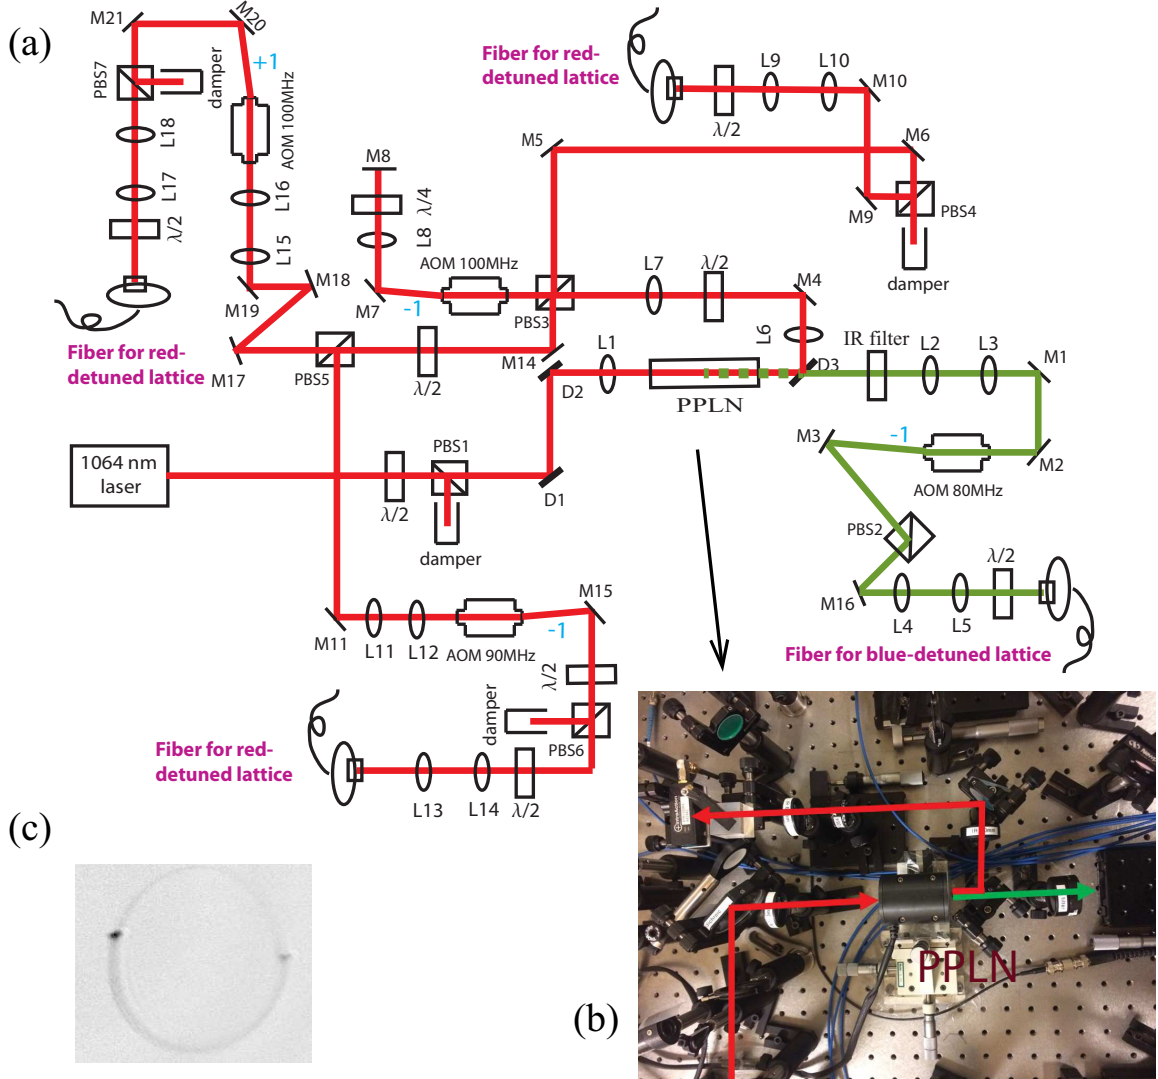 (a)
M21
M20
+1
PBS7
damper
AOM 100MHz
L18
L17
λ/2
L16
L15
M19
M18
M17
Fiber for red-
detuned lattice
Fiber for red-
detuned lattice
λ/2
L9
L10
M10
M5
M6
M9
PBS4
damper
M8
λ/4
L8
AOM 100MHz
M7
-1
PBS3
L7
λ/2
M4
L6
PBS5
λ/2
M14
D2
L1
PPLN
D3
IR filter
L2
L3
M1
M2
M3
-1
AOM 80MHz
PBS2
M16
L4
L5
λ/2
Fiber for blue-detuned lattice
1064 nm
laser
λ/2
PBS1
damper
D1
M11
L11
L12
AOM 90MHz
-1
M15
λ/2
damper
PBS6
Fiber for red-
detuned lattice
L13
L14
λ/2
(c)
PPLN
(b)